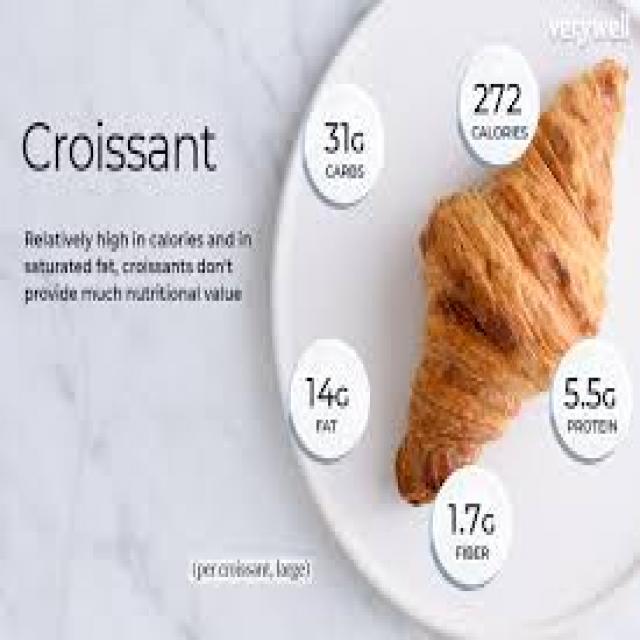 verywell
Croissant
Relatively high in calories and in
saturated fat, croissants don't
provide much nutritional value
31G
CARBS
272
CALORIES
14G
FAT
5.5G
PROTEIN
1.7G
FIBER
(per croissant, large)